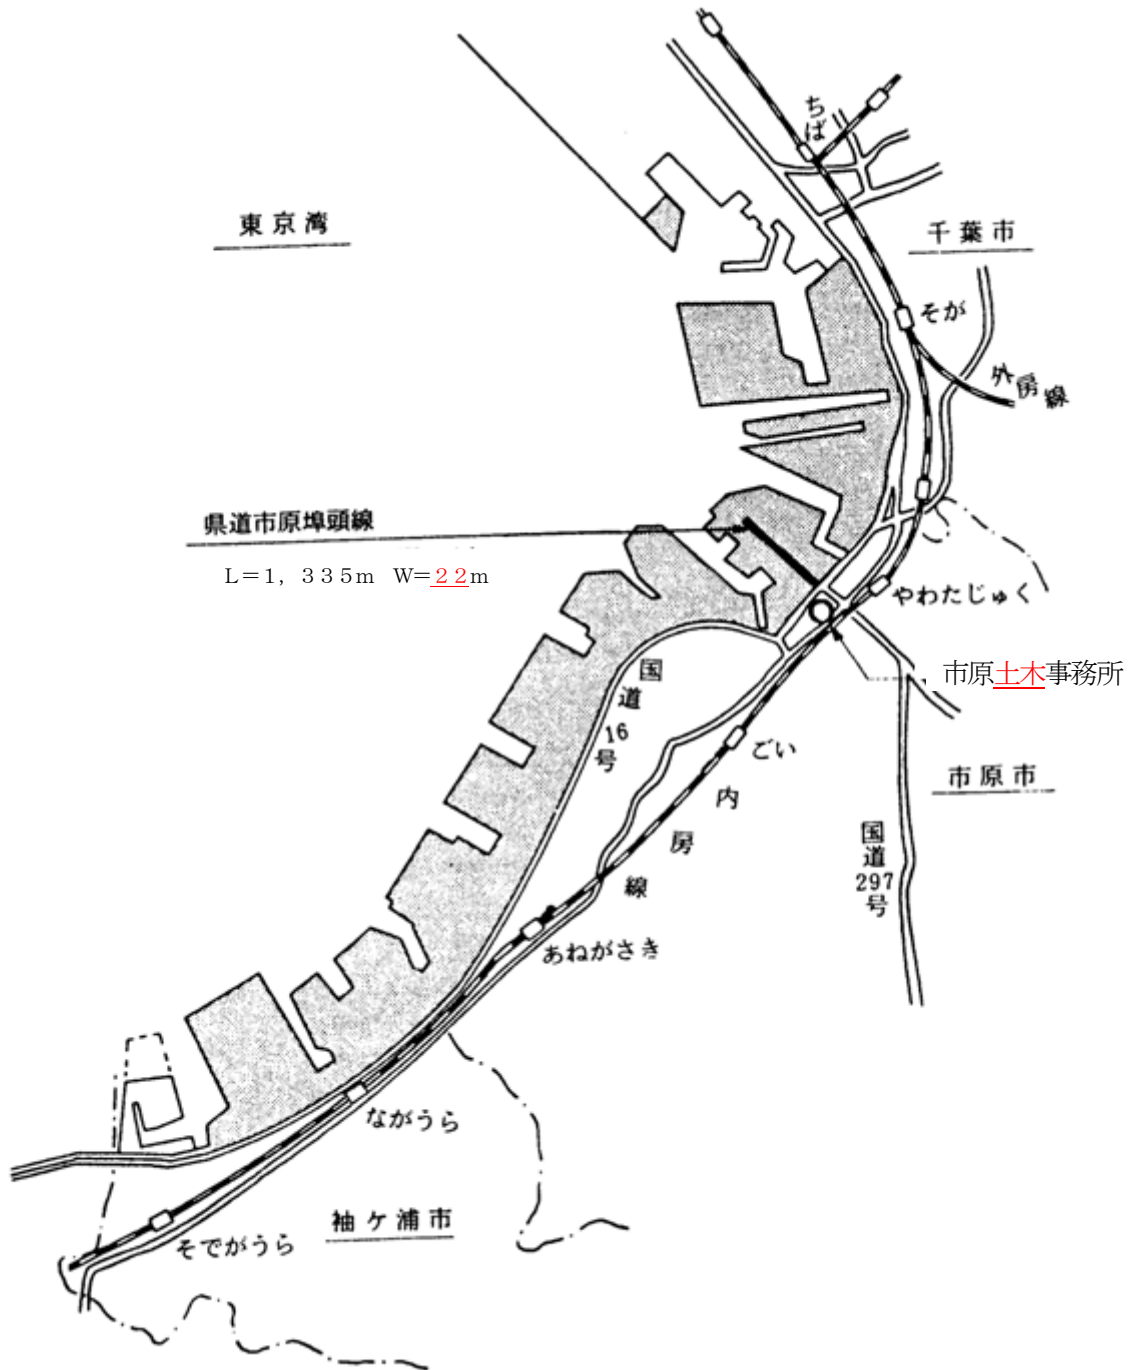 ちば
東京湾
千葉市
そが
外房線
県道市原埠頭線
L=1,335m W=22m
やわたじゅく
市原土木事務所
国道16号
ごい
市原市
内房線
国道297号
あねがさき
ながうら
袖ケ浦市
そでがうら